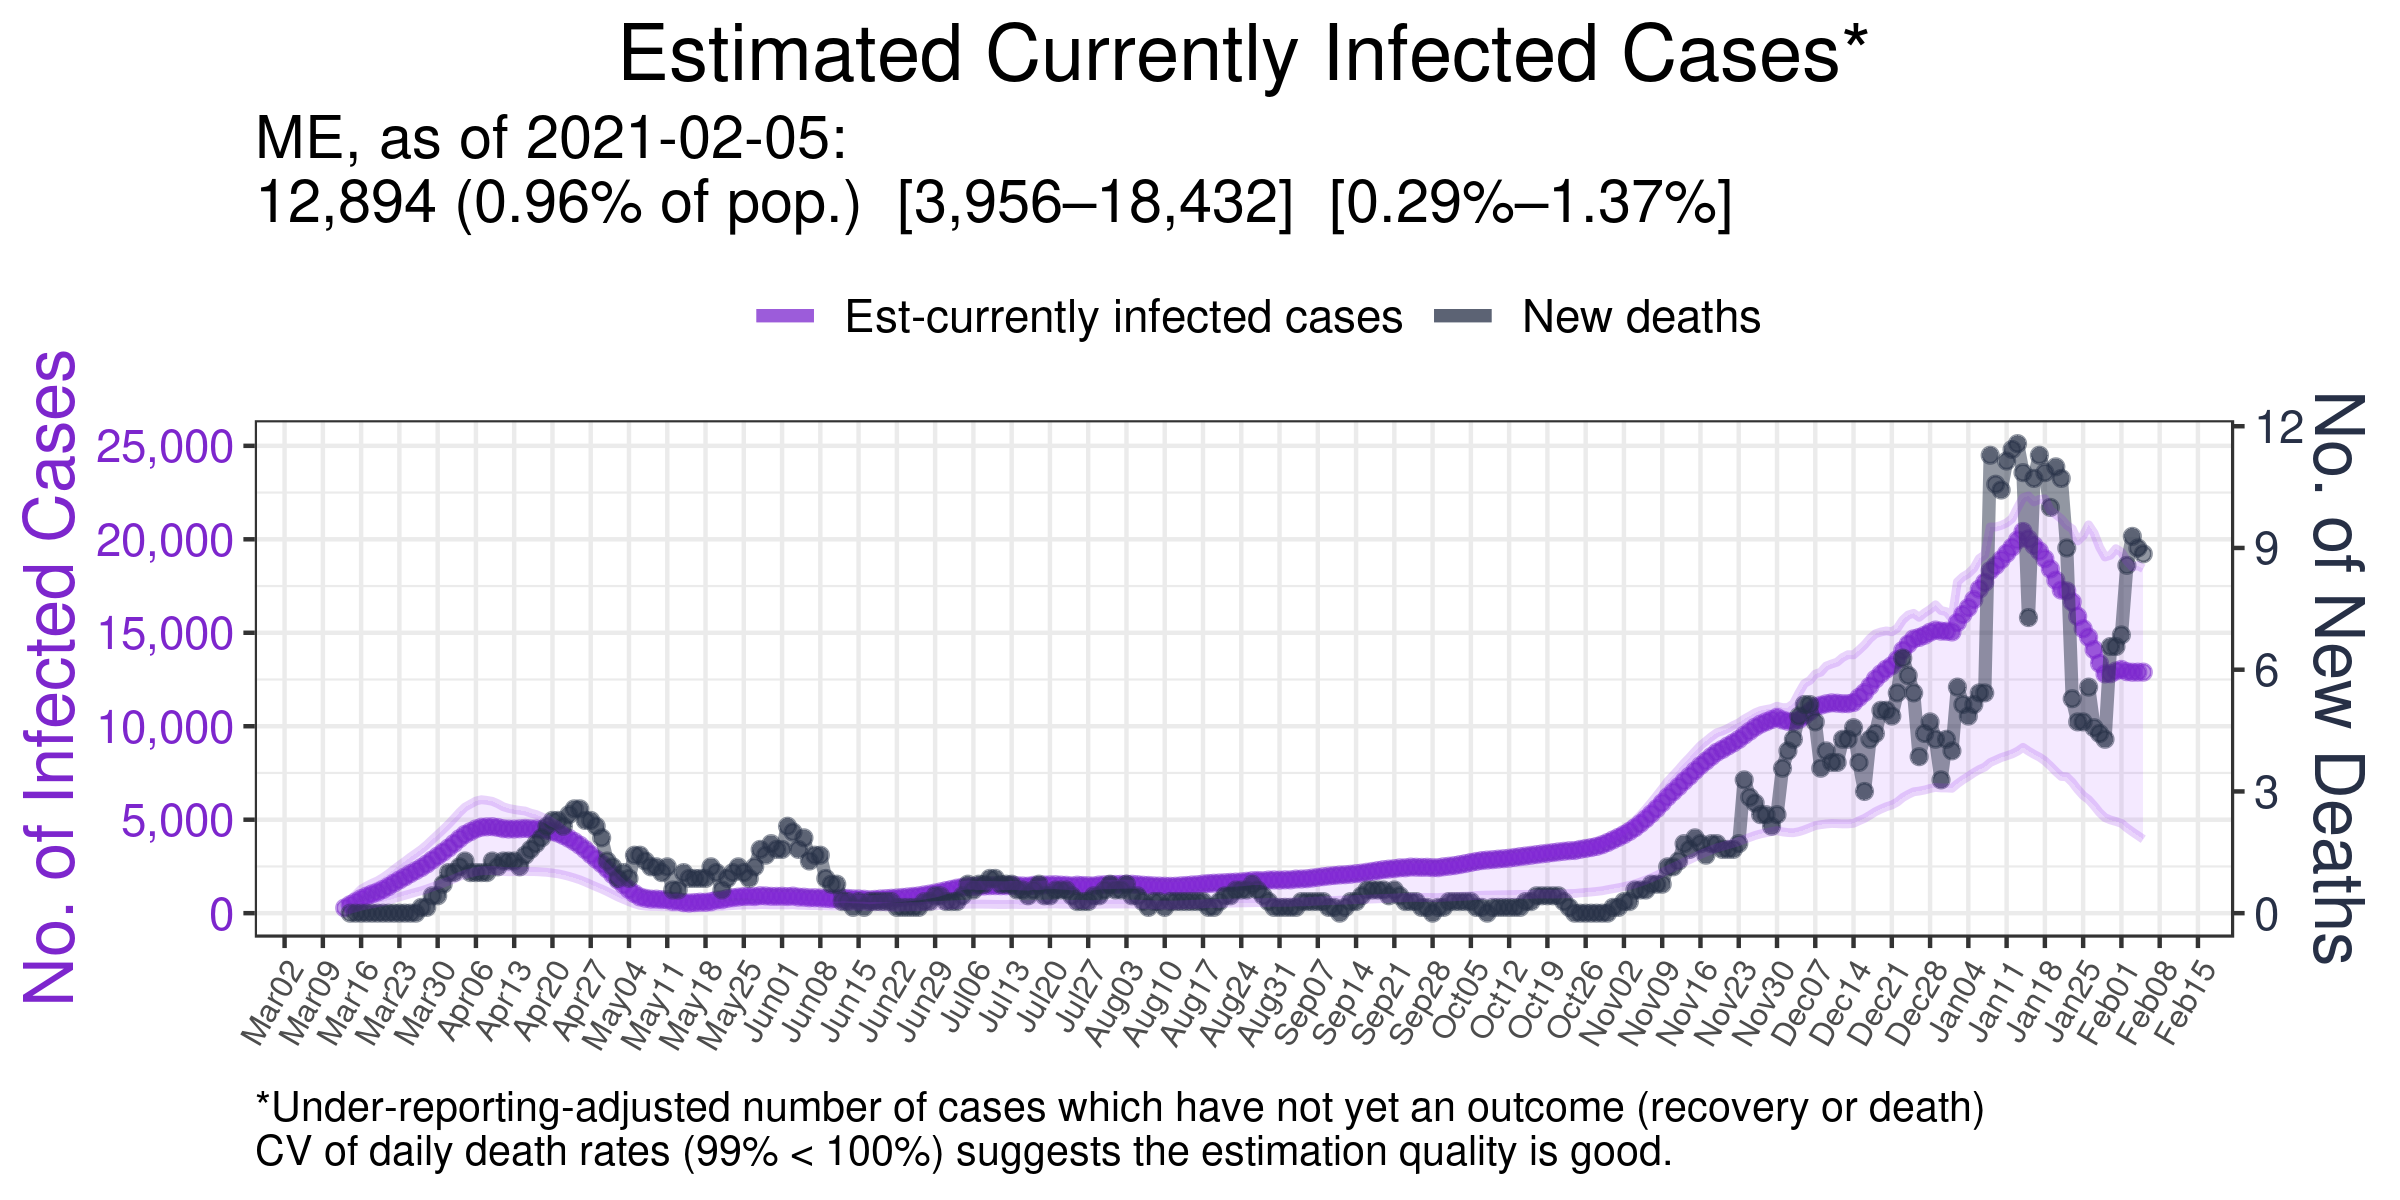 Estimated Currently Infected Cases*
ME, as of 2021-02-05:
12,894 (0.96% of pop.)  [3,956–18,432]  [0.29%–1.37%]
Est-currently infected cases
New deaths
No. of Infected Cases
25,000
20,000
15,000
10,000
5,000
0
12
9
6
3
0
No. of New Deaths
Mar02
Mar09
Mar16
Mar23
Mar30
Apr06
Apr13
Apr20
Apr27
May04
May11
May18
May25
Jun01
Jun08
Jun15
Jun22
Jun29
Jul06
Jul13
Jul20
Jul27
Aug03
Aug10
Aug17
Aug24
Aug31
Sep07
Sep14
Sep21
Sep28
Oct05
Oct12
Oct19
Oct26
Nov02
Nov09
Nov16
Nov23
Nov30
Dec07
Dec14
Dec21
Dec28
Jan04
Jan11
Jan18
Jan25
Feb01
Feb08
Feb15
*Under-reporting-adjusted number of cases which have not yet an outcome (recovery or death)
CV of daily death rates (99% < 100%) suggests the estimation quality is good.